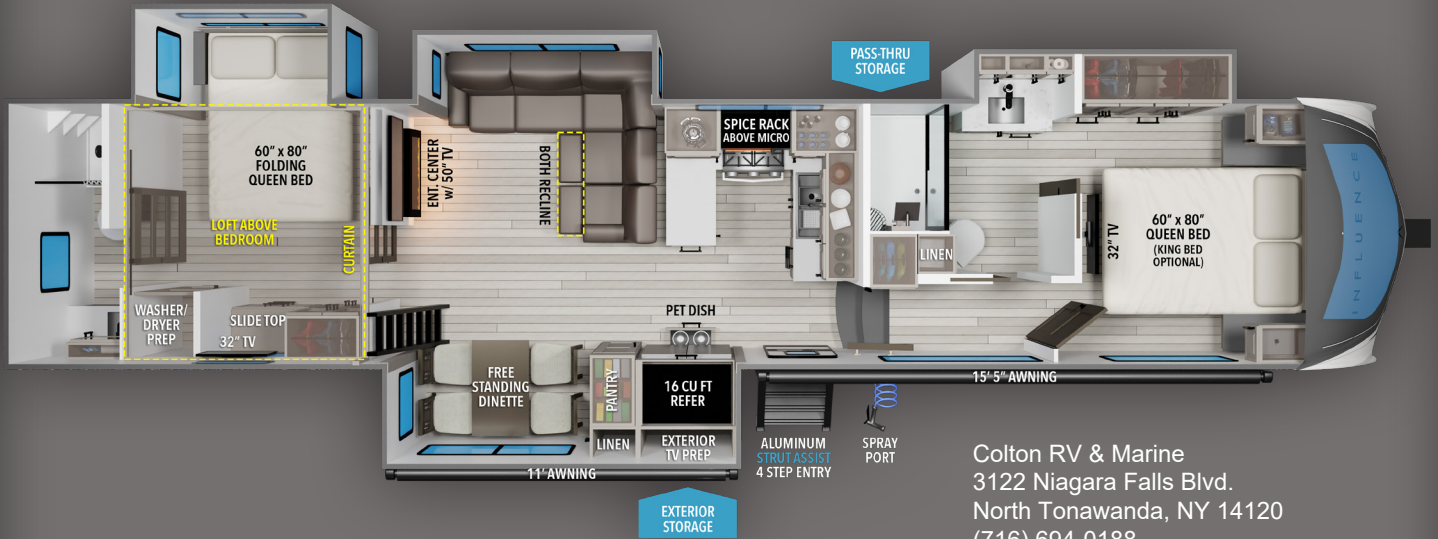 PASS-THRU
STORAGE
60" x 80"
FOLDING
QUEEN BED
LOFT ABOVE
BEDROOM
CURTAIN
ENT. CENTER
w/ 50" TV
BOTH RECLINE
SPICE RACK
ABOVE MICRO
LINEN
32" TV
60" x 80"
QUEEN BED
(KING BED
OPTIONAL)
INFLUENCE
WASHER/
DRYER
PREP
SLIDE TOP
32" TV
PET DISH
FREE
STANDING
DINETTE
PANTRY
16 CU FT
REFER
LINEN
EXTERIOR
TV PREP
11' AWNING
15' 5" AWNING
ALUMINUM
STRUT ASSIST
4 STEP ENTRY
SPRAY
PORT
EXTERIOR
STORAGE
Colton RV & Marine
3122 Niagara Falls Blvd.
North Tonawanda, NY 14120
(716) 694-0188